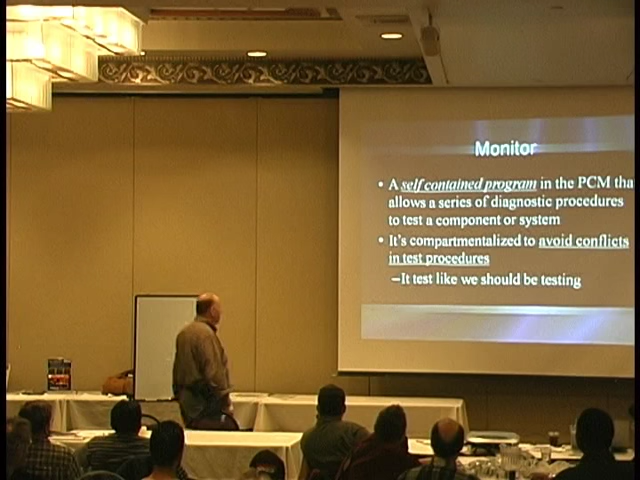 Monitor
• A self contained program in the PCM tha
allows a series of diagnostic procedures
to test a component or system
• It's compartmentalized to avoid conflicts
in test procedures
–It test like we should be testing